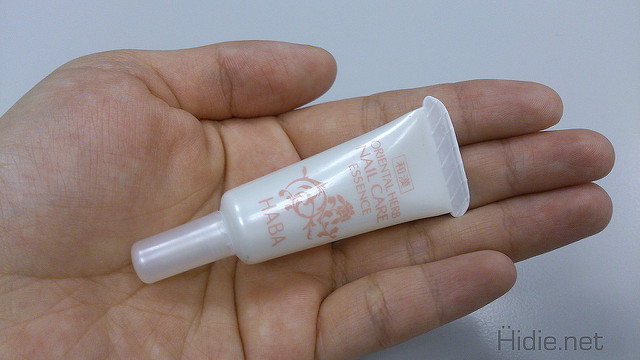 和漢
ORIENTAL HERB
NAIL CARE
ESSENCE
HABA
Hidie.net